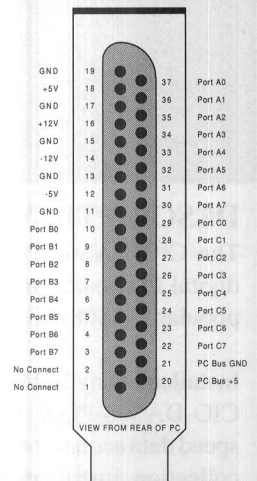 GND 19
37 Port A0
+5V 18
36 Port A1
GND 17
35 Port A2
+12V 16
34 Port A3
GND 15
33 Port A4
-12V 14
32 Port A5
GND 13
31 Port A6
-5V 12
30 Port A7
GND 11
29 Port C0
Port B0 10
28 Port C1
Port B1 9
27 Port C2
Port B2 8
26 Port C3
Port B3 7
25 Port C4
Port B4 6
24 Port C5
Port B5 5
23 Port C6
Port B6 4
22 Port C7
Port B7 3
21 PC Bus GND
No Connect 2
20 PC Bus +5
No Connect 1
VIEW FROM REAR OF PC